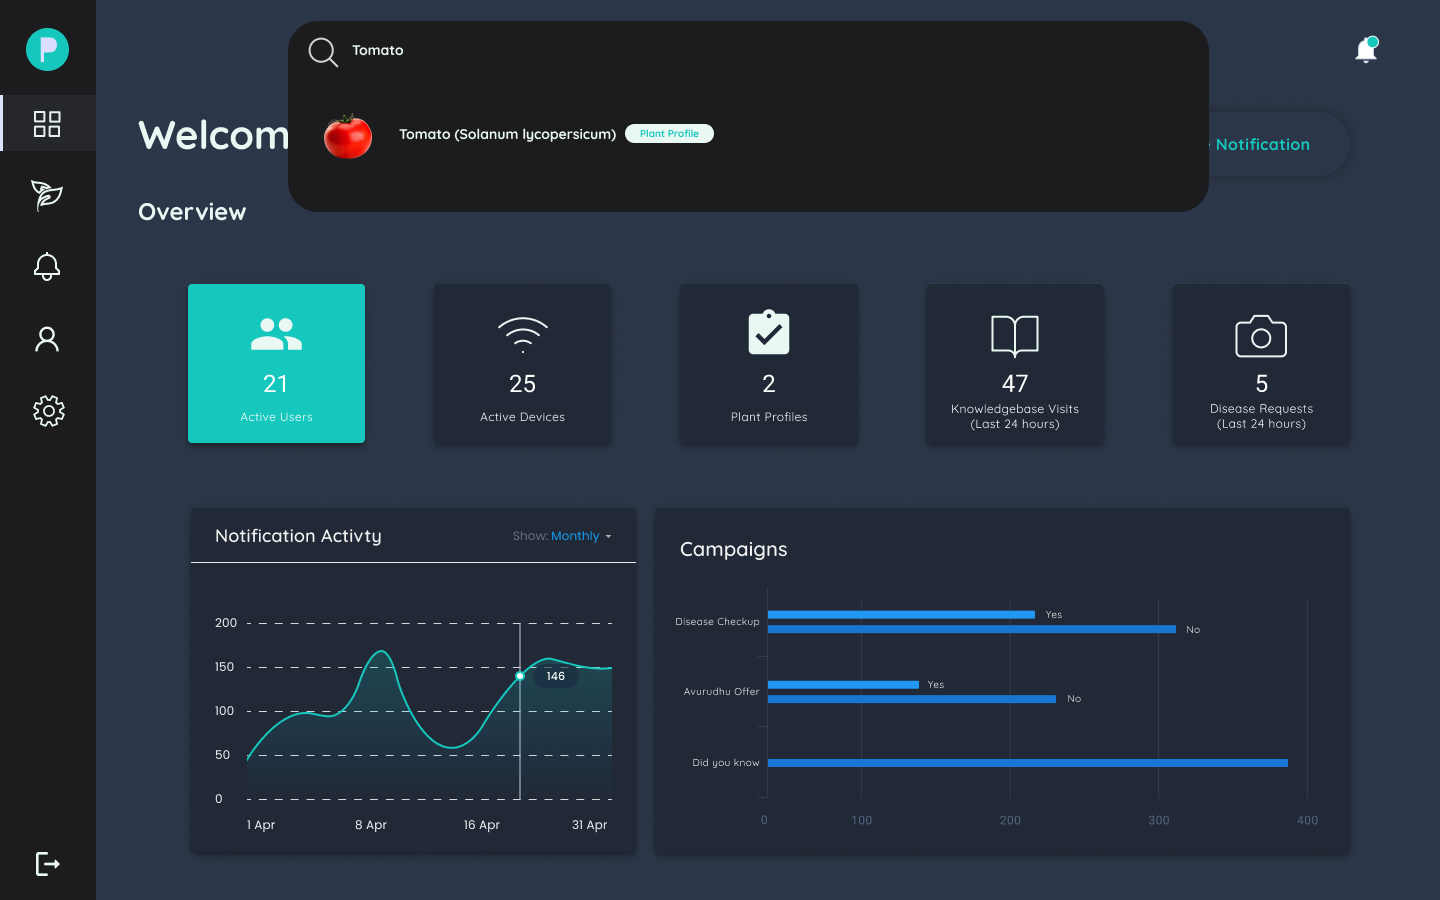 P
Tomato
Tomato (Solanum lycopersicum) Plant Profile
Welcom
Notification
Overview
21
Active Users
25
Active Devices
2
Plant Profiles
47
Knowledgebase Visits
(Last 24 hours)
5
Disease Requests
(Last 24 hours)
Notification Activty
Show: Monthly
200
150
100
50
0
146
1 Apr 8 Apr 16 Apr 31 Apr
Campaigns
Disease Checkup
Yes
No
Avurudhu Offer
Yes
No
Did you know
0 100 200 300 400